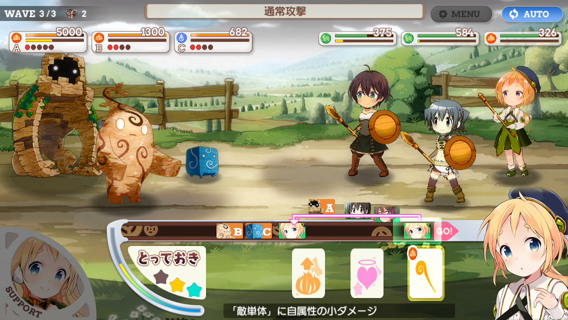 WAVE 3/3 2
通常攻撃
MENU
AUTO
A 5000
B 1300
C 682
375
584
326
A
B C
GO!
とっておき
SUPPORT
「敵単体」に自属性の小ダメージ